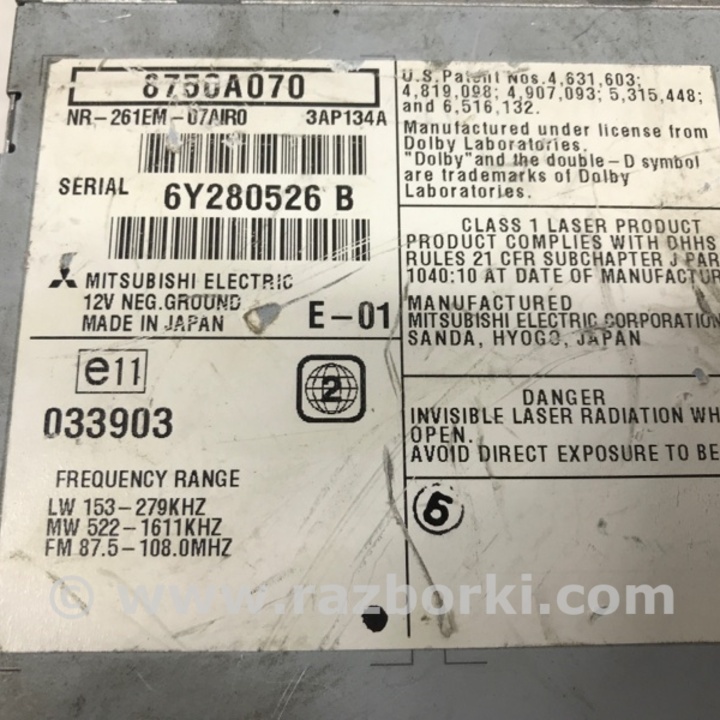 8750A070
NR-261EM-07AIR0 3AP134A
SERIAL 6Y280526 B
MITSUBISHI ELECTRIC
12V NEG.GROUND
MADE IN JAPAN E-01
e11
2
033903
FREQUENCY RANGE
LW 153-279KHZ
MW 522-1611KHZ
FM 87.5-108.0MHZ
U.S. Patent Nos. 4,631,603;
4,819,098; 4,907,093; 5,315,448;
and 6,516,132.
Manufactured under license from
Dolby Laboratories.
"Dolby" and the double-D symbol
are trademarks of Dolby
Laboratories.
CLASS 1 LASER PRODUCT
PRODUCT COMPLIES WITH DHHS
RULES 21 CFR SUBCHAPTER J PAR
1040:10 AT DATE OF MANUFACTUR
MANUFACTURED
MITSUBISHI ELECTRIC CORPORATION
SANDA, HYOGO, JAPAN
DANGER
INVISIBLE LASER RADIATION WH
OPEN.
AVOID DIRECT EXPOSURE TO BE
5
© www.razborki.com